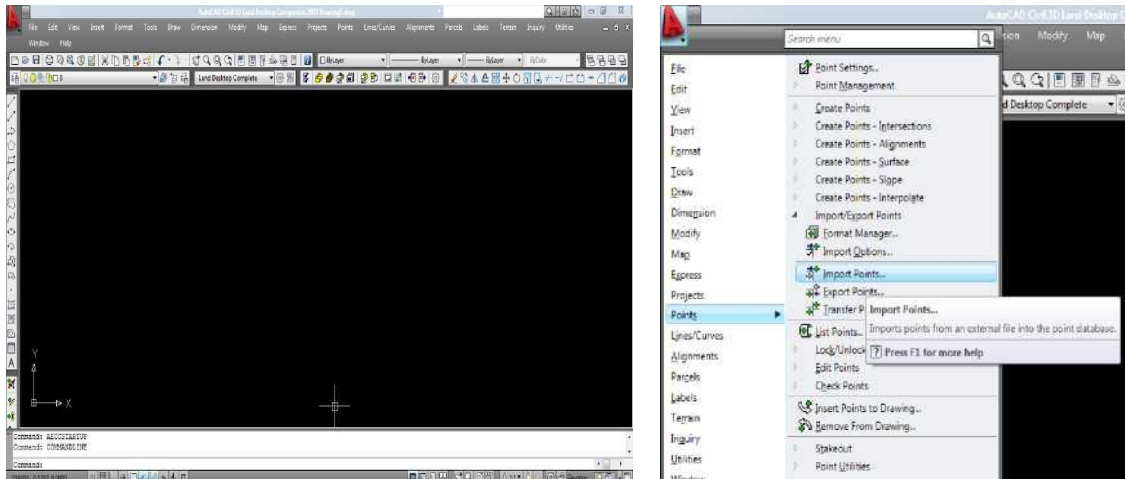 AutoCAD Civil 3D Land Desktop Companion 2009 Drawing1.dwg
File Edit View Insert Format Tools Draw Dimension Modify Map Express Projects Points Lines/Curves Alignments Parcels Labels Terrain Inquiry Utilities
Window Help
Land Desktop Complete ByLayer ByLayer ByLayer ByColor
Y
X
Command: AECCSTARTUP
Command: COMMANDLINE
Command:
AutoCAD Civil 3D Land Desktop
Search menu
Modify Map
d Desktop Complete
File
Edit
View
Insert
Format
Tools
Draw
Dimension
Modify
Map
Express
Projects
Points
Lines/Curves
Alignments
Parcels
Labels
Terrain
Inquiry
Utilities
Window
Point Settings...
Point Management
Create Points
Create Points - Intersections
Create Points - Alignments
Create Points - Surface
Create Points - Slope
Create Points - Interpolate
Import/Export Points
Format Manager...
Import Options...
Import Points...
Export Points...
Transfer P
List Points...
Lock/Unlock
Edit Points
Check Points
Insert Points to Drawing...
Remove From Drawing...
Stakeout
Point Utilities
Import Points...
Imports points from an external file into the point database.
Press F1 for more help